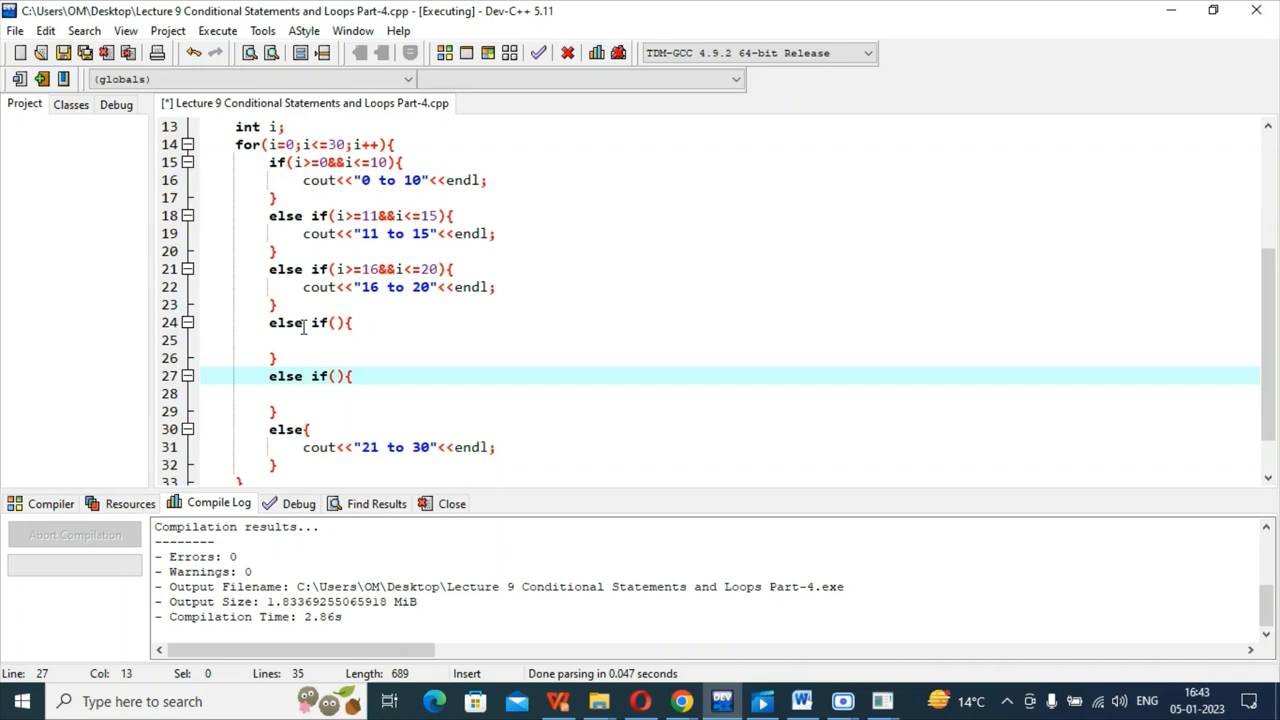 C:\Users\OM\Desktop\Lecture 9 Conditional Statements and Loops Part-4.cpp - [Executing] - Dev-C++ 5.11
File Edit Search View Project Execute Tools AStyle Window Help
TDM-GCC 4.9.2 64-bit Release
(globals)
Project Classes Debug [*] Lecture 9 Conditional Statements and Loops Part-4.cpp
13 int i;
14 for(i=0;i<=30;i++){
15 if(i>=0&&i<=10){
16 cout<<"0 to 10"<<endl;
17 }
18 else if(i>=11&&i<=15){
19 cout<<"11 to 15"<<endl;
20 }
21 else if(i>=16&&i<=20){
22 cout<<"16 to 20"<<endl;
23 }
24 else if(){
25
26 }
27 else if(){
28
29 }
30 else{
31 cout<<"21 to 30"<<endl;
32 }
33 }
Compiler Resources Compile Log Debug Find Results Close
Abort Compilation
Compilation results...
--------
- Errors: 0
- Warnings: 0
- Output Filename: C:\Users\OM\Desktop\Lecture 9 Conditional Statements and Loops Part-4.exe
- Output Size: 1.83369255065918 MiB
- Compilation Time: 2.86s
Line: 27 Col: 13 Sel: 0 Lines: 35 Length: 689 Insert Done parsing in 0.047 seconds
Type here to search DEV W 14°C ENG 16:43
05-01-2023